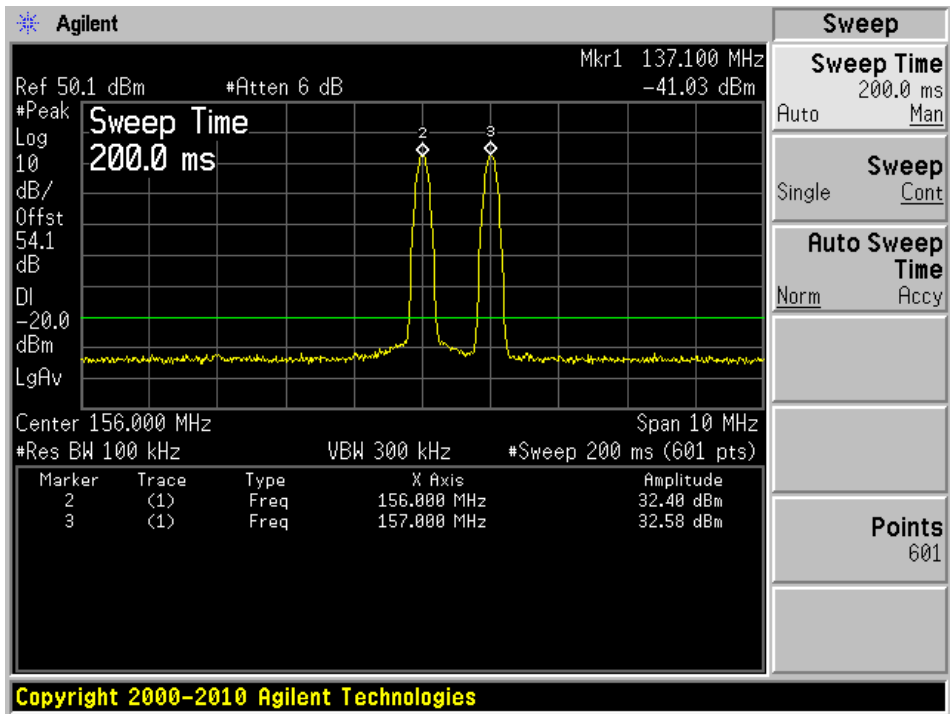 Agilent
Sweep
Mkr1 137.100 MHz
Ref 50.1 dBm #Atten 6 dB -41.03 dBm
#Peak
Log
10
dB/
Offst
54.1
dB
DI
-20.0
dBm
LgAv
Sweep Time
200.0 ms
2 3
Center 156.000 MHz Span 10 MHz
#Res BW 100 kHz VBW 300 kHz #Sweep 200 ms (601 pts)
Marker Trace Type X Axis Amplitude
2 (1) Freq 156.000 MHz 32.40 dBm
3 (1) Freq 157.000 MHz 32.58 dBm
Sweep Time
200.0 ms
Auto Man
Sweep
Single Cont
Auto Sweep
Time
Norm Accy
Points
601
Copyright 2000-2010 Agilent Technologies